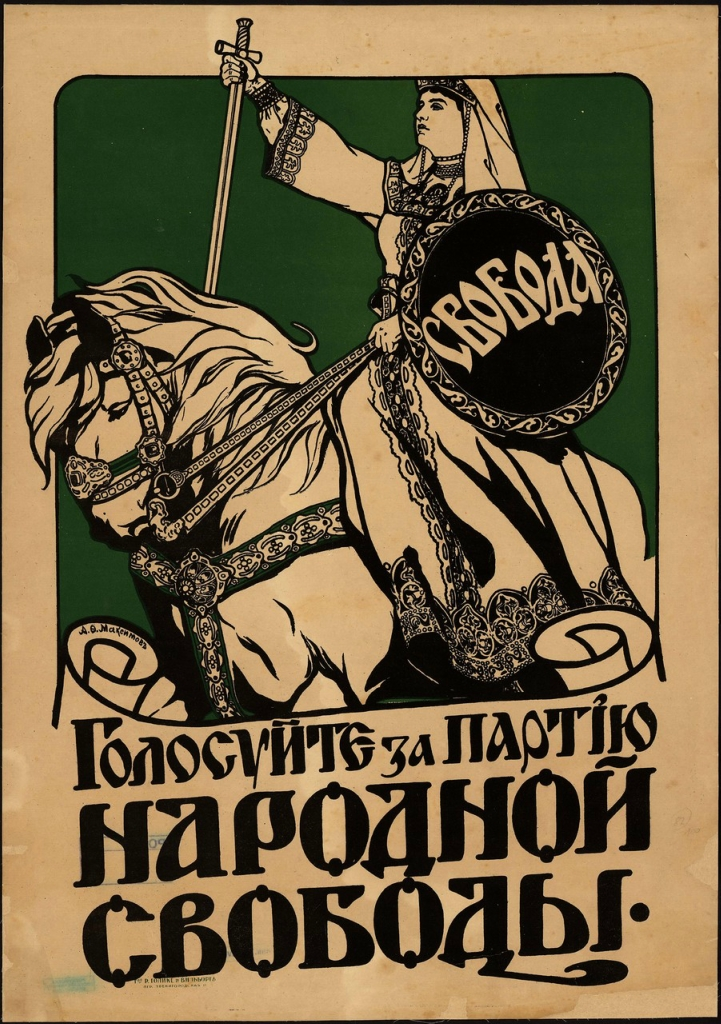 СВОБОДА
А.Ѳ.Максимовъ
Голосуйте за партію
НАРОДНОЙ
СВОБОДЫ.